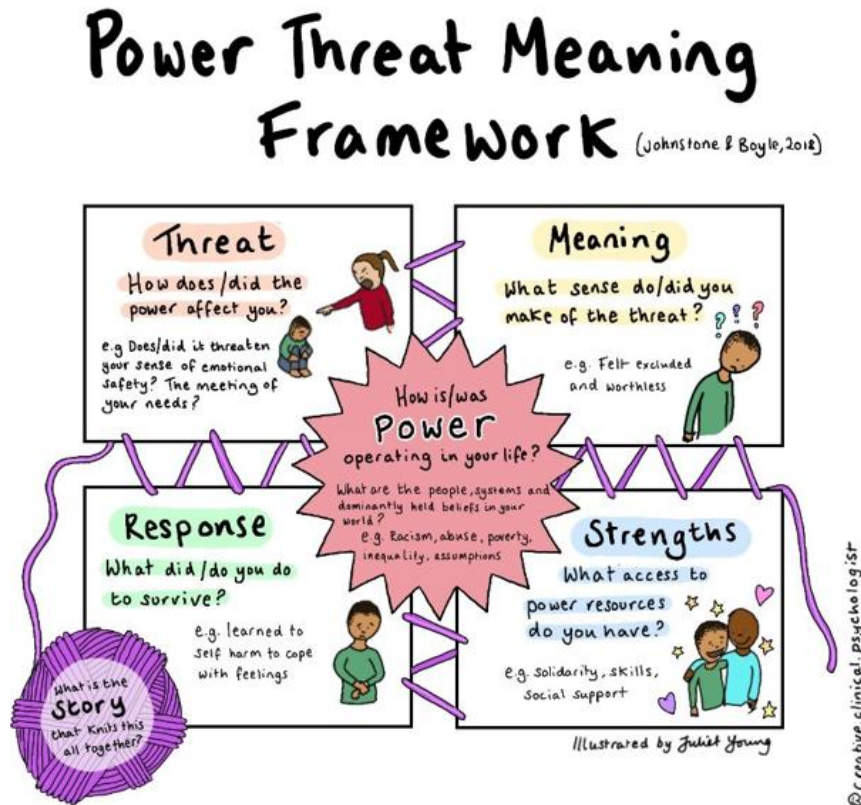 Power Threat Meaning
Framework (Johnstone & Boyle, 2018)
Threat
How does/did the
power affect you?
e.g Does/did it threaten
your sense of emotional
safety? The meeting of
your needs?
Meaning
What sense do/did you
make of the threat?
? ? ? ?
e.g. Felt excluded
and worthless
How is/was
Power
operating in your life?
What are the people, systems and
dominantly held beliefs in your
world?
e.g. Racism, abuse, poverty,
inequality, assumptions
Response
What did/do you do
to survive?
e.g. learned to
self harm to cope
with feelings
Strengths
What access to
power resources
do you have?
e.g. solidarity, skills,
social support
What is the
Story
that Knits this
all together?
Illustrated by Juliet Young
©creative.clinical.psychologist